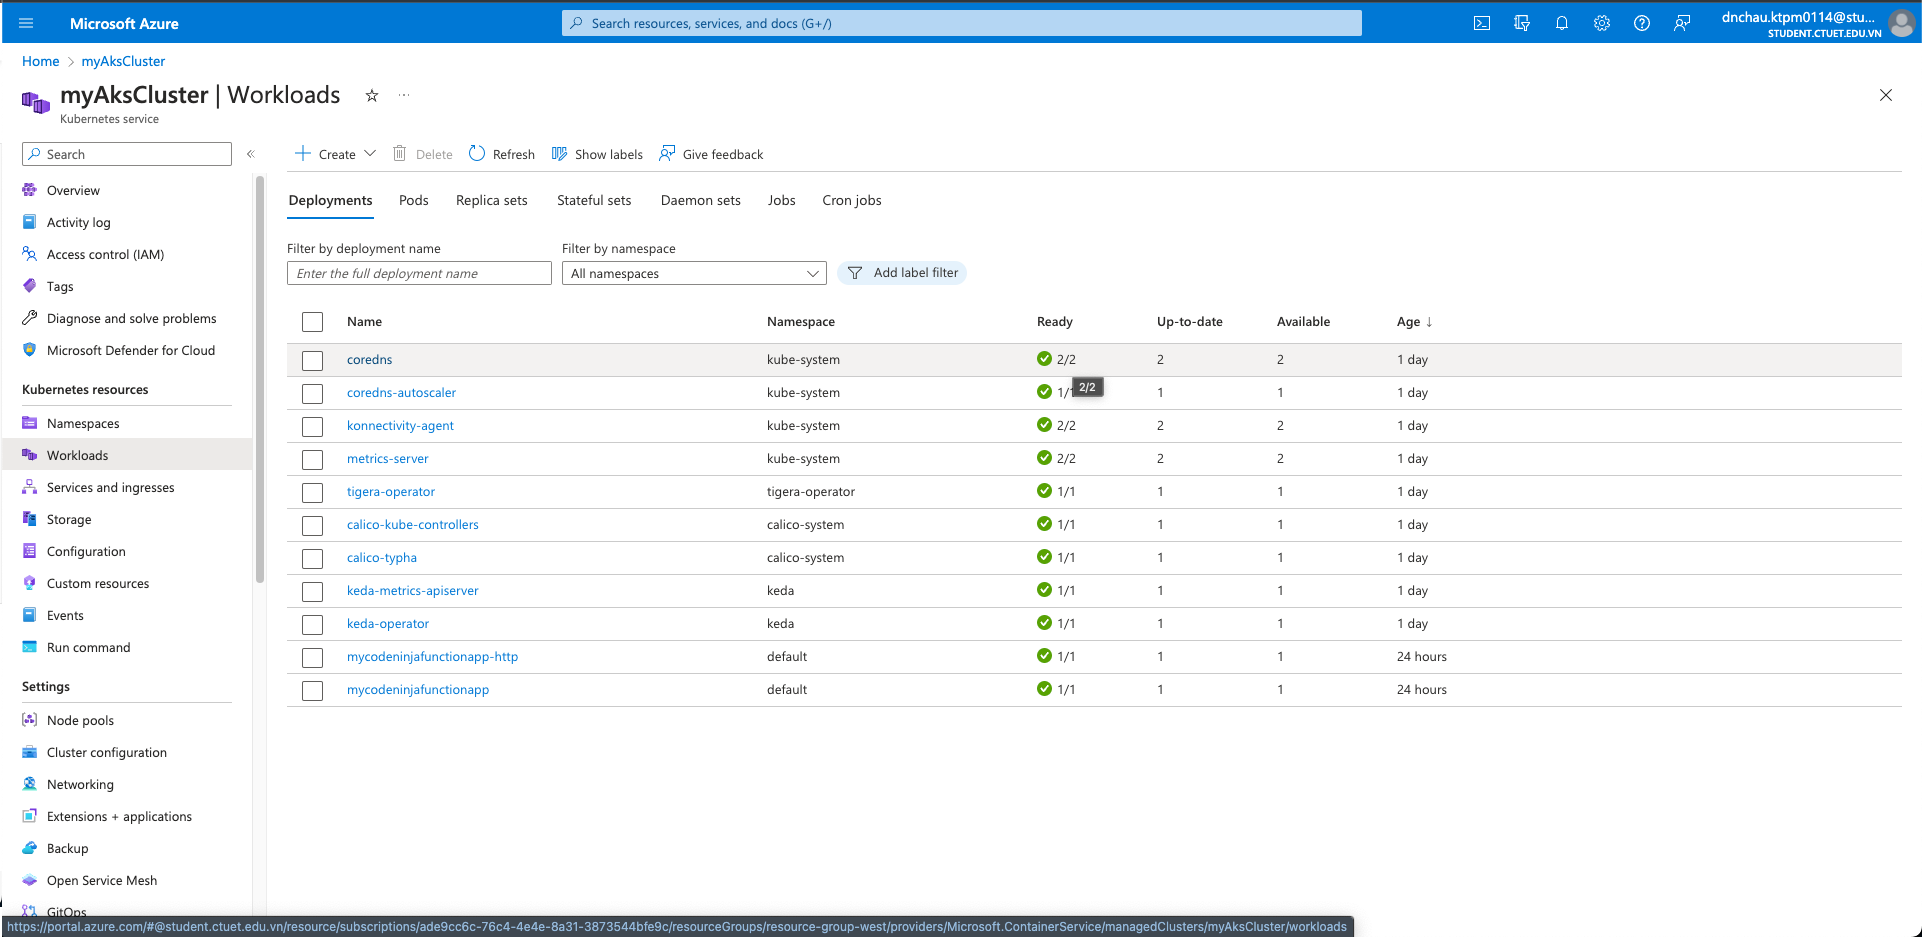 Microsoft Azure
Search resources, services, and docs (G+/)
dnchau.ktpm0114@stu...
STUDENT.CTUET.EDU.VN
Home > myAksCluster
myAksCluster | Workloads
Kubernetes service
Search
Create
Delete
Refresh
Show labels
Give feedback
Overview
Activity log
Access control (IAM)
Tags
Diagnose and solve problems
Microsoft Defender for Cloud
Kubernetes resources
Namespaces
Workloads
Services and ingresses
Storage
Configuration
Custom resources
Events
Run command
Settings
Node pools
Cluster configuration
Networking
Extensions + applications
Backup
Open Service Mesh
GitOps
Deployments Pods Replica sets Stateful sets Daemon sets Jobs Cron jobs
Filter by deployment name
Enter the full deployment name
Filter by namespace
All namespaces
Add label filter
Name Namespace Ready Up-to-date Available Age ↓
coredns kube-system 2/2 2 2 1 day
2/2
coredns-autoscaler kube-system 1/1 1 1 1 day
konnectivity-agent kube-system 2/2 2 2 1 day
metrics-server kube-system 2/2 2 2 1 day
tigera-operator tigera-operator 1/1 1 1 1 day
calico-kube-controllers calico-system 1/1 1 1 1 day
calico-typha calico-system 1/1 1 1 1 day
keda-metrics-apiserver keda 1/1 1 1 1 day
keda-operator keda 1/1 1 1 1 day
mycodeninjafunctionapp-http default 1/1 1 1 24 hours
mycodeninjafunctionapp default 1/1 1 1 24 hours
https://portal.azure.com/#@student.ctuet.edu.vn/resource/subscriptions/ade9cc6c-76c4-4e4e-8a31-3873544bfe9c/resourceGroups/resource-group-west/providers/Microsoft.ContainerService/managedClusters/myAksCluster/workloads